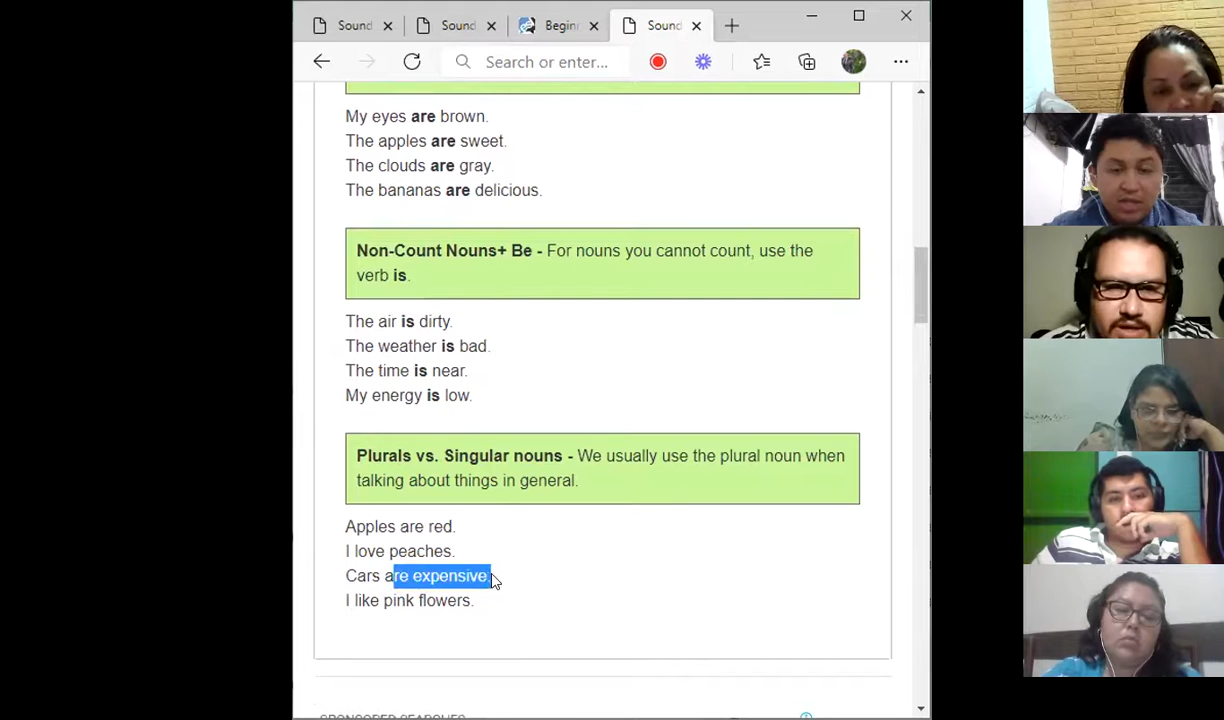 Sound
Sound
Beginn
Sound
Search or enter...
My eyes are brown.
The apples are sweet.
The clouds are gray.
The bananas are delicious.
Non-Count Nouns+ Be - For nouns you cannot count, use the
verb is.
The air is dirty.
The weather is bad.
The time is near.
My energy is low.
Plurals vs. Singular nouns - We usually use the plural noun when
talking about things in general.
Apples are red.
I love peaches.
Cars are expensive.
I like pink flowers.
SPONSORED SEARCHES